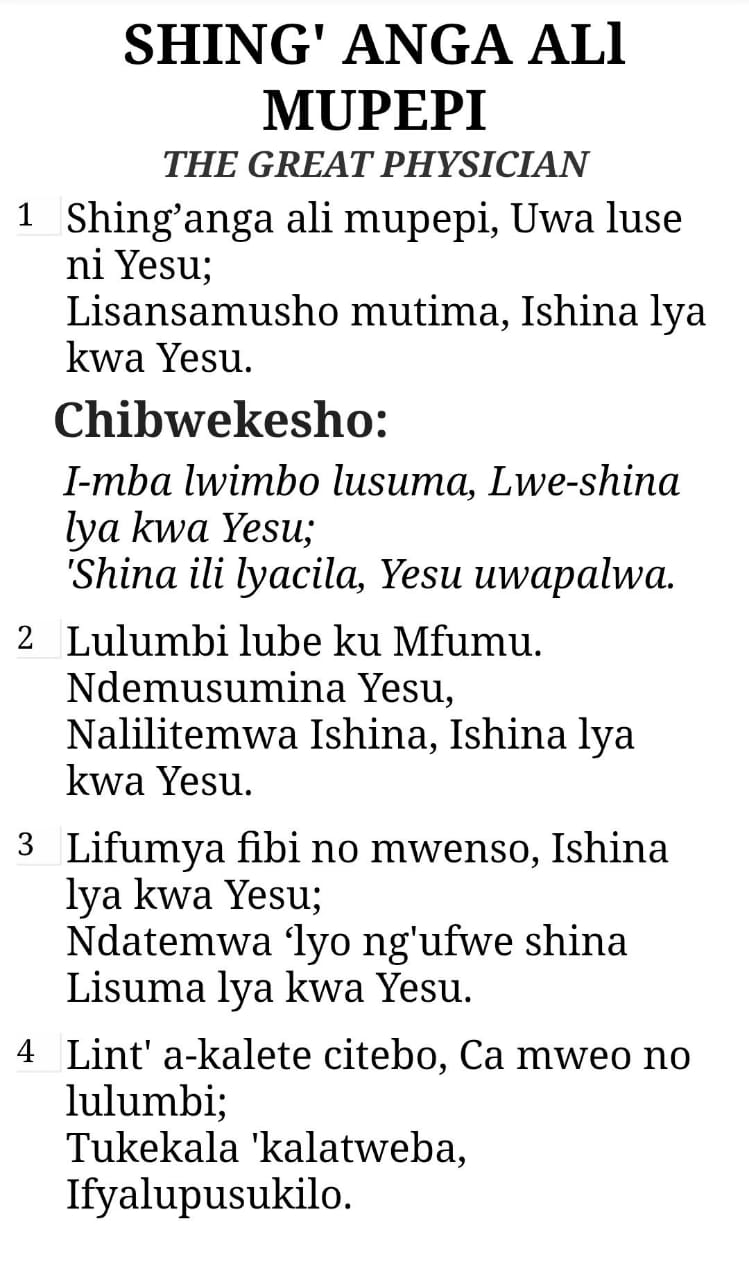 SHING' ANGA ALl
MUPEPI
THE GREAT PHYSICIAN
1 Shing’anga ali mupepi, Uwa luse
ni Yesu;
Lisansamusho mutima, Ishina lya
kwa Yesu.
Chibwekesho:
I-mba lwimbo lusuma, Lwe-shina
lya kwa Yesu;
'Shina ili lyacila, Yesu uwapalwa.
2 Lulumbi lube ku Mfumu.
Ndemusumina Yesu,
Nalilitemwa Ishina, Ishina lya
kwa Yesu.
3 Lifumya fibi no mwenso, Ishina
lya kwa Yesu;
Ndatemwa ‘lyo ng'ufwe shina
Lisuma lya kwa Yesu.
4 Lint' a-kalete citebo, Ca mweo no
lulumbi;
Tukekala 'kalatweba,
Ifyalupusukilo.